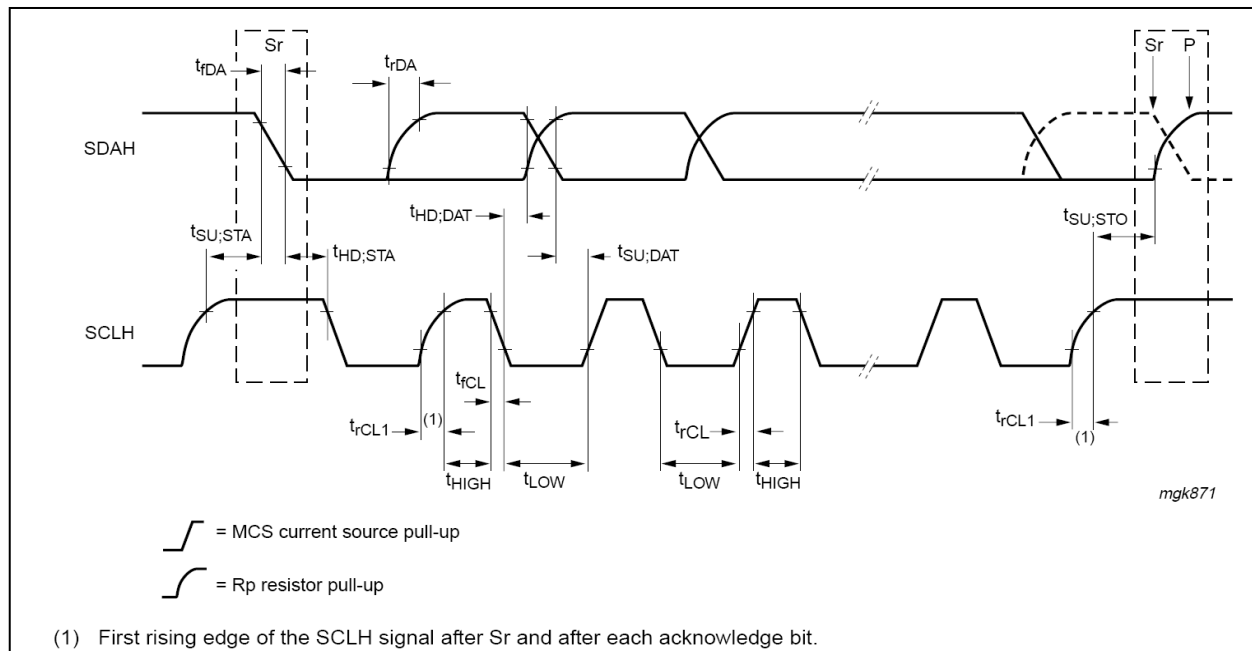 Sr
Sr P
tfDA
trDA
SDAH
tHD;DAT
tSU;STO
tSU;STA
tHD;STA
tSU;DAT
SCLH
tfCL
trCL1
(1)
trCL
trCL1
(1)
tHIGH
tLOW
tLOW
tHIGH
mgk871
= MCS current source pull-up
= Rp resistor pull-up
(1) First rising edge of the SCLH signal after Sr and after each acknowledge bit.